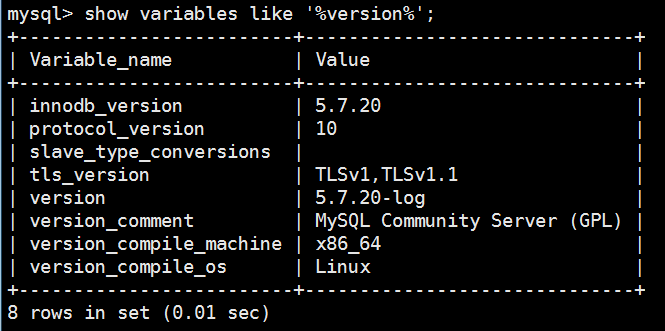 mysql> show variables like '%version%';
+-------------------------+------------------------------+
| Variable_name           | Value                        |
+-------------------------+------------------------------+
| innodb_version          | 5.7.20                       |
| protocol_version        | 10                           |
| slave_type_conversions  |                              |
| tls_version             | TLSv1,TLSv1.1                |
| version                 | 5.7.20-log                   |
| version_comment         | MySQL Community Server (GPL) |
| version_compile_machine | x86_64                       |
| version_compile_os      | Linux                        |
+-------------------------+------------------------------+
8 rows in set (0.01 sec)